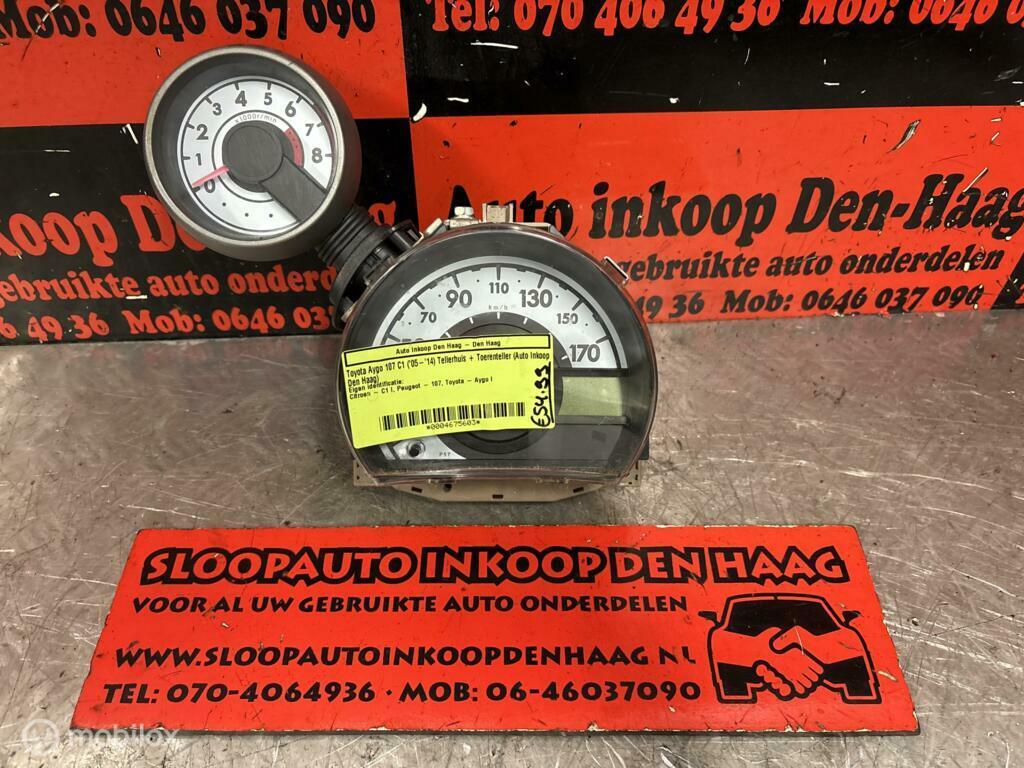 Mob: 0646 037 090
Tel: 070 406 49 36 Mob: 0646 0
Auto inkoop Den-Haag
gebruikte auto onderdelen
49 36 Mob: 0646 037 090
koop De
gebruikte auto onderde
6 49 36 Mob: 0646 03
0 1 2 3 4 5 6 7 8
x1000r/min
70 90 110 130 150 170
km/h
Auto Inkoop Den Haag - Den Haag
Toyota Aygo 107 C1 ('05-'14) Tellerhuis + Toerenteller (Auto Inkoop
Den Haag)
Eigen identificatie:
Citroen - C1 I, Peugeot - 107, Toyota - Aygo I
*0004675603*
E54.SS
SLOOPAUTO INKOOP DEN HAAG
VOOR AL UW GEBRUIKTE AUTO ONDERDELEN
WWW.SLOOPAUTOINKOOPDENHAAG NL
TEL: 070-4064936 · MOB: 06-46037090
mobilox